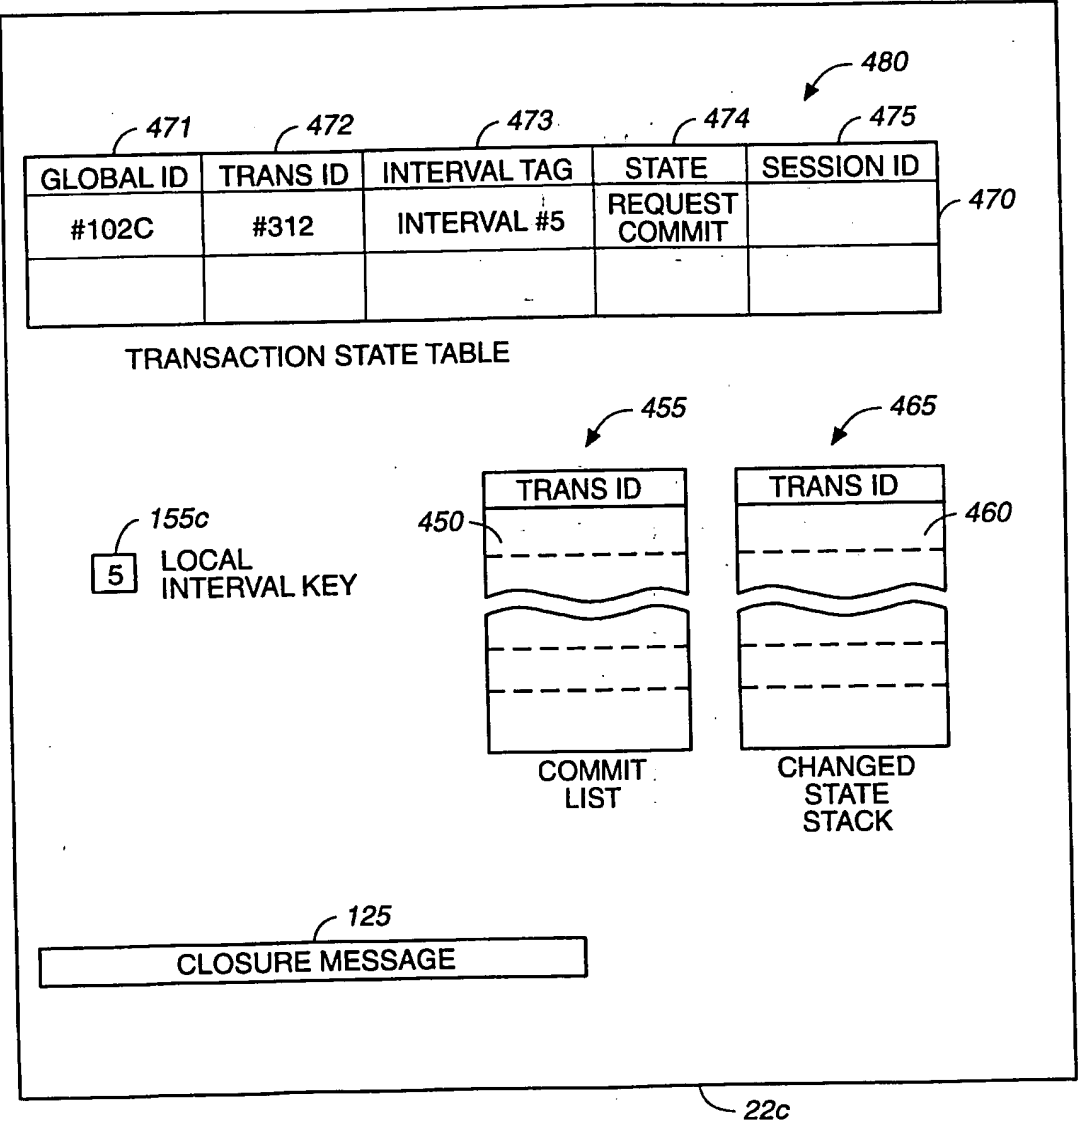 480
471 472 473 474 475
GLOBAL ID TRANS ID INTERVAL TAG STATE SESSION ID
#102C #312 INTERVAL #5 REQUEST COMMIT
470
TRANSACTION STATE TABLE
455 465
TRANS ID TRANS ID
450 460
155c
5 LOCAL
INTERVAL KEY
COMMIT
LIST
CHANGED
STATE
STACK
125
CLOSURE MESSAGE
22c